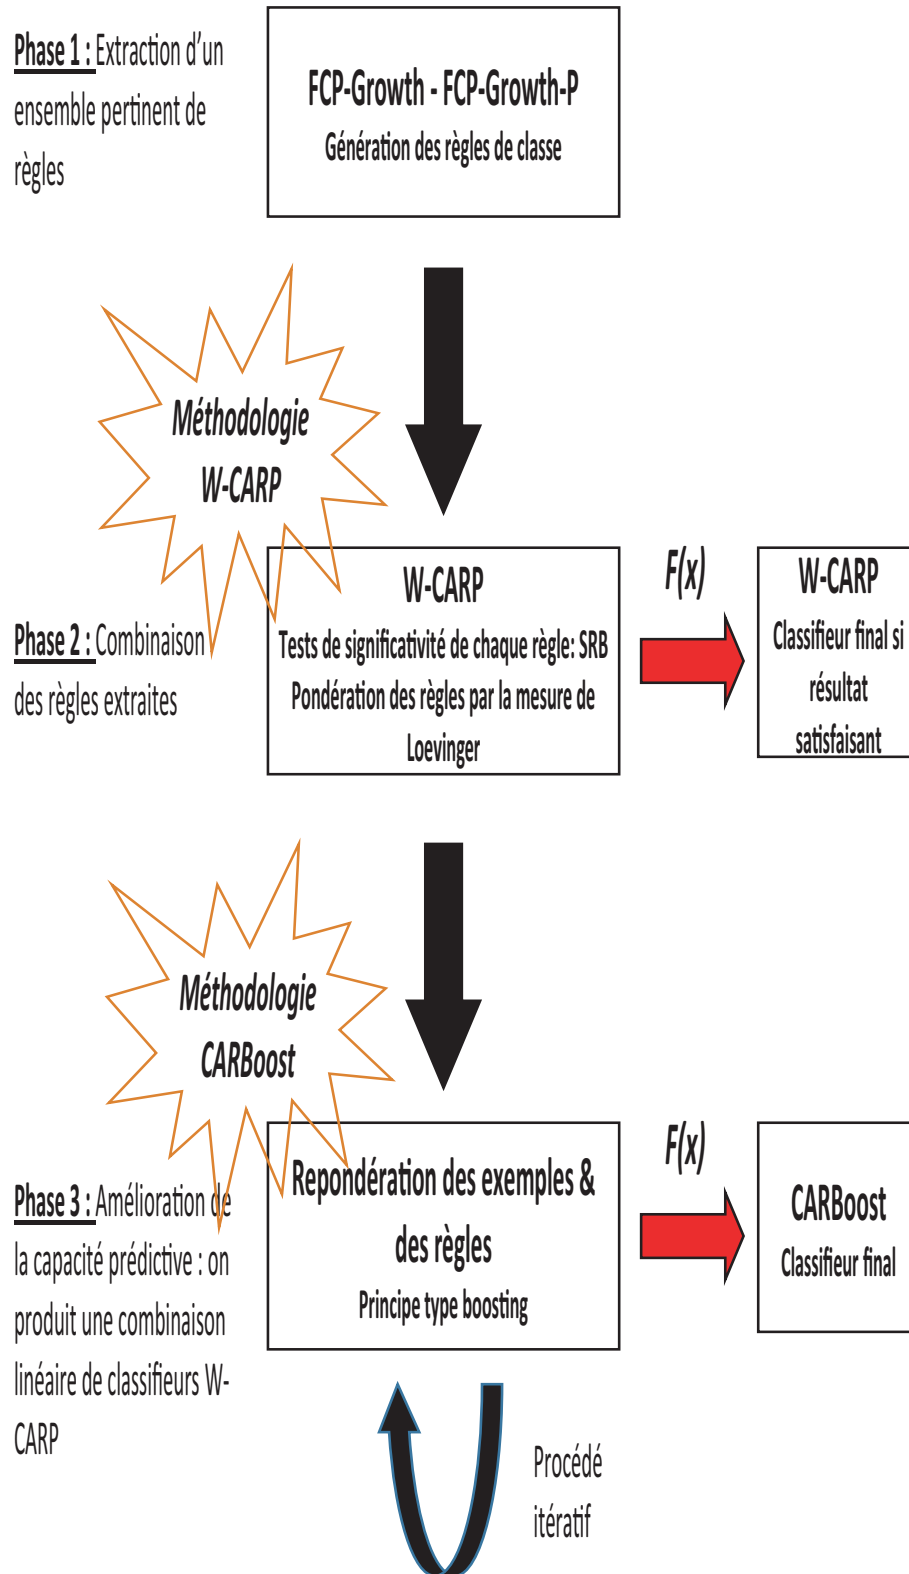 Phase 1 : Extraction d’un
ensemble pertinent de
règles
FCP-Growth - FCP-Growth-P
Génération des règles de classe
Méthodologie
W-CARP
Phase 2 : Combinaison
des règles extraites
W-CARP
Tests de significativité de chaque règle: SRB
Pondération des règles par la mesure de
Loevinger
F(x)
W-CARP
Classifieur final si
résultat
satisfaisant
Méthodologie
CARBoost
Phase 3 : Amélioration de
la capacité prédictive : on
produit une combinaison
linéaire de classifieurs W-
CARP
Repondération des exemples &
des règles
Principe type boosting
F(x)
CARBoost
Classifieur final
Procédé
itératif